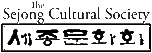 The
Sejong Cultural Society
세종문화회